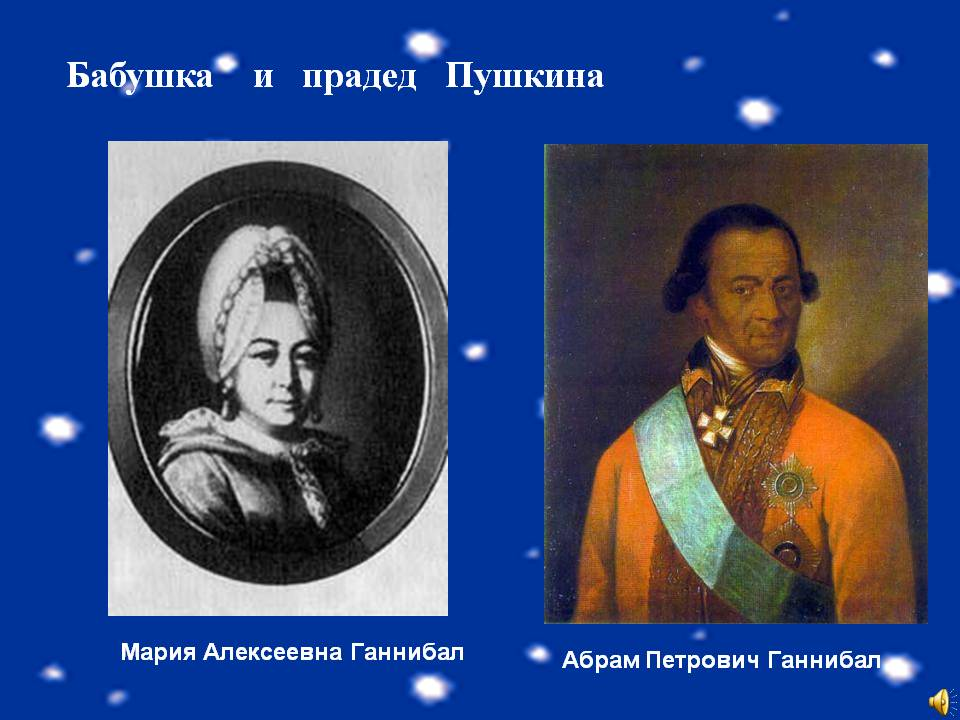 Бабушка и прадед Пушкина
Мария Алексеевна Ганнибал
Абрам Петрович Ганнибал